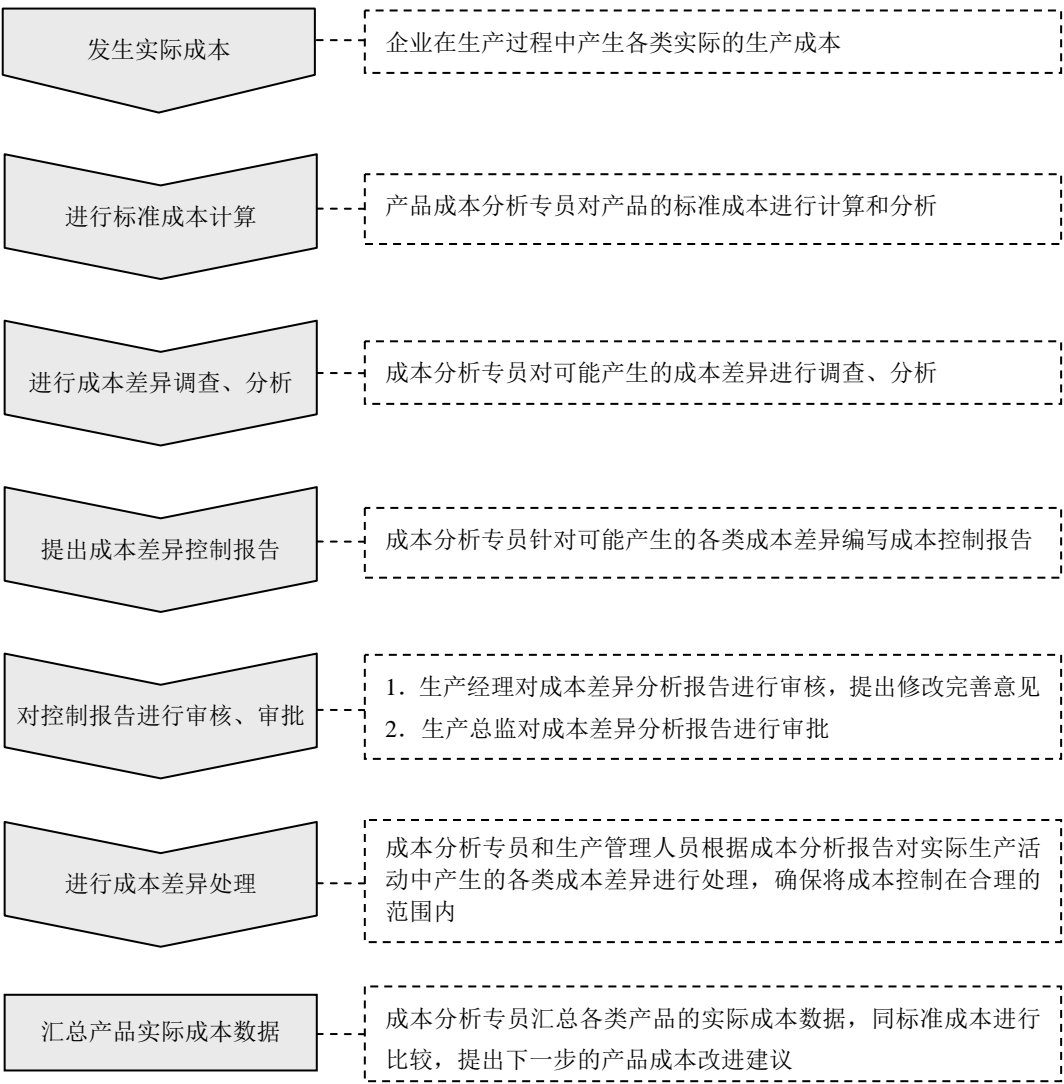 发生实际成本
企业在生产过程中产生各类实际的生产成本
进行标准成本计算
产品成本分析专员对产品的标准成本进行计算和分析
进行成本差异调查、分析
成本分析专员对可能产生的成本差异进行调查、分析
提出成本差异控制报告
成本分析专员针对可能产生的各类成本差异编写成本控制报告
对控制报告进行审核、审批
1．生产经理对成本差异分析报告进行审核，提出修改完善意见
2．生产总监对成本差异分析报告进行审批
进行成本差异处理
成本分析专员和生产管理人员根据成本分析报告对实际生产活
动中产生的各类成本差异进行处理，确保将成本控制在合理的
范围内
汇总产品实际成本数据
成本分析专员汇总各类产品的实际成本数据，同标准成本进行
比较，提出下一步的产品成本改进建议